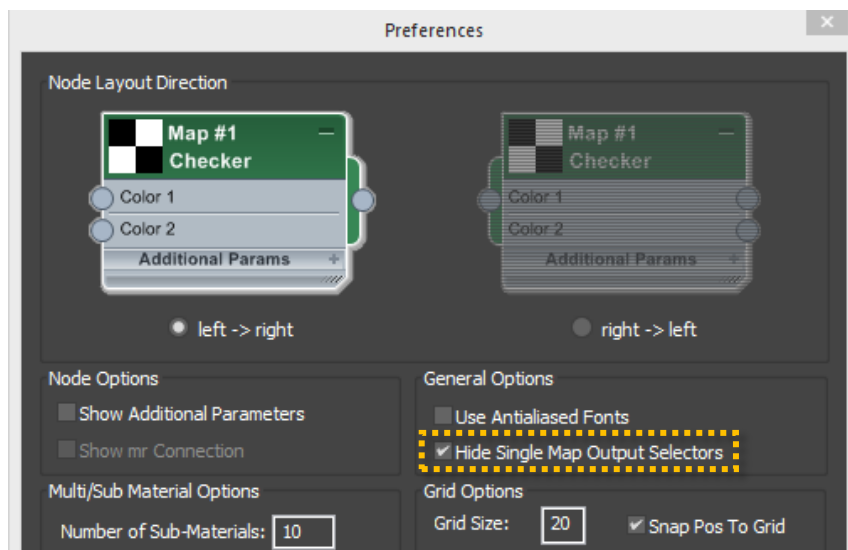 Preferences
Node Layout Direction
Map #1
Checker
Color 1
Color 2
Additional Params
Map #1
Checker
Color 1
Color 2
Additional Params
left -> right
right -> left
Node Options
Show Additional Parameters
Show mr Connection
General Options
Use Antialiased Fonts
Hide Single Map Output Selectors
Multi/Sub Material Options
Number of Sub-Materials: 10
Grid Options
Grid Size: 20 Snap Pos To Grid